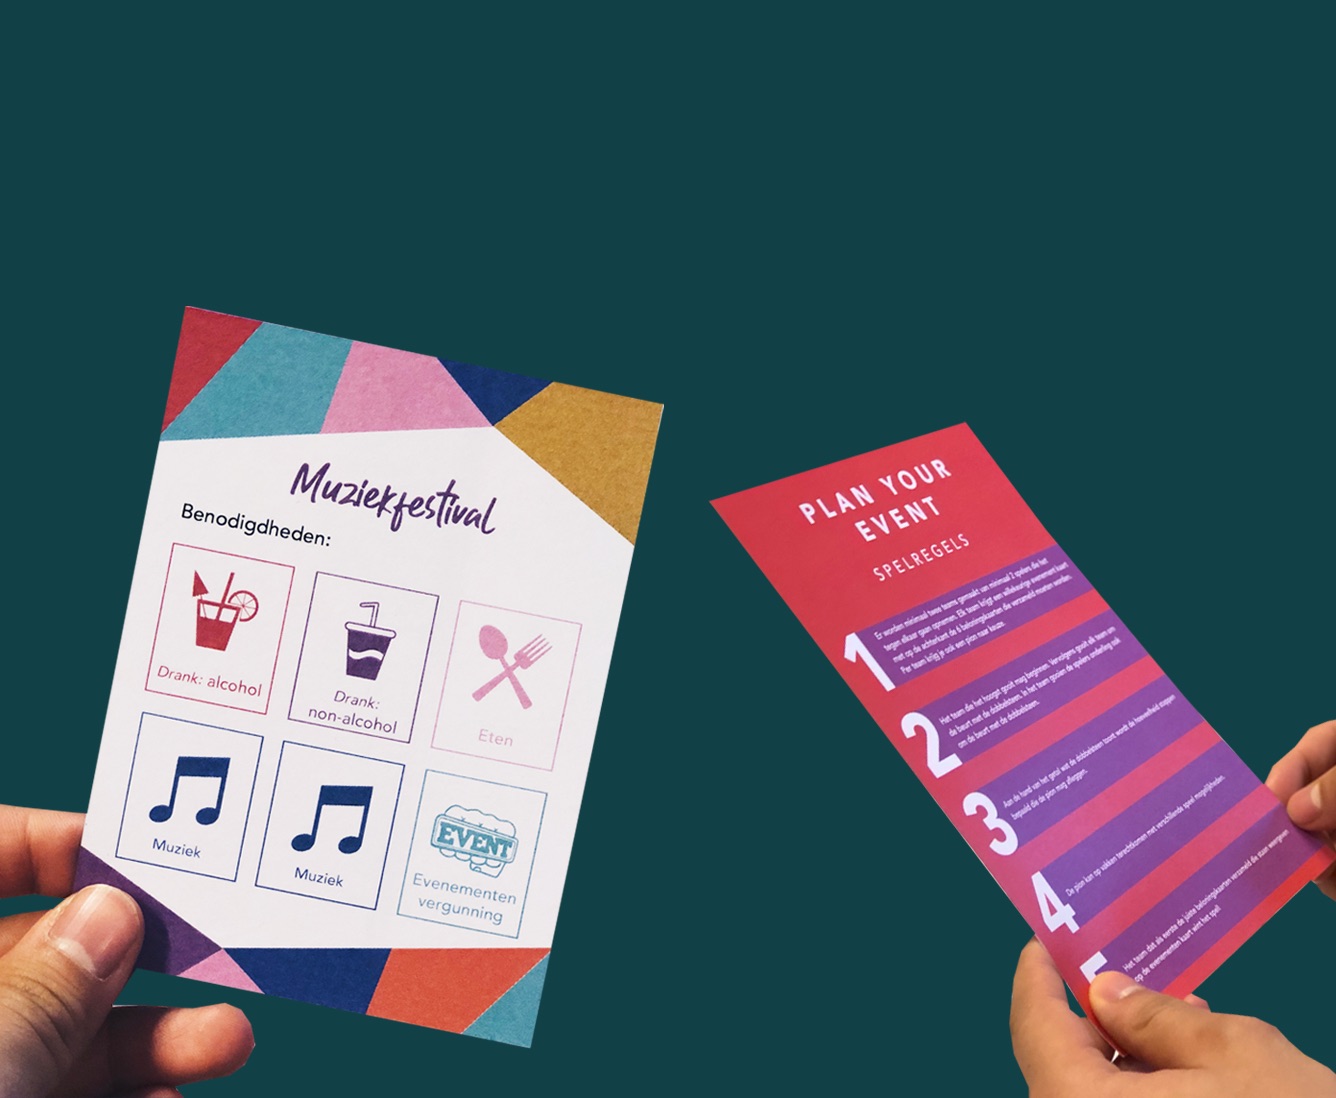 Muziekfestival
Benodigdheden:
Drank: alcohol
Drank:
non-alcohol
Eten
Muziek
Muziek
EVENT
Evenementen
vergunning
PLAN YOUR
EVENT
SPELREGELS
1
Er worden minimaal twee teams gemaakt van minimaal 2 spelers die het
tegen elkaar gaan opnemen. Elk team krijgt een willekeurige evenement kaart
met op de achterkant de 6 beloningskaarten die verzameld moeten worden.
Per team krijg je ook een pion naar keuze.
2
Het team die het hoogst gooit mag beginnen. Vervolgens gooit elk team om
de beurt met de dobbelsteen. In het team gooien de spelers onderling ook
om de beurt met de dobbelsteen.
3
Aan de hand van het getal wat de dobbelsteen toont wordt de hoeveelheid stappen
bepaald die de pion mag afleggen.
4
De pion kan op vakken terechtkomen met verschillende speel mogelijkheden.
5
Het team dat als eerste de juiste beloningskaarten verzameld die staan weergeven
op de evenementen kaart wint het spel!